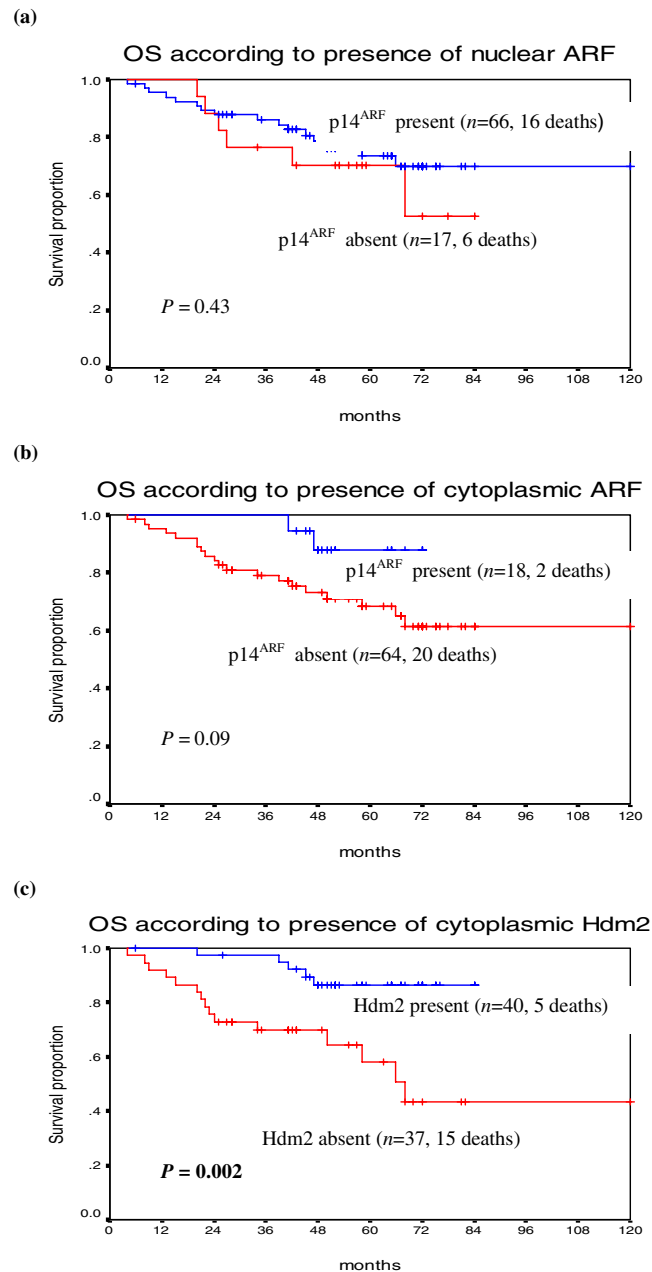 (a)
OS according to presence of nuclear ARF
1.0
.8
.6
.4
.2
0.0
Survival proportion
p14ARF present (n=66, 16 deaths)
p14ARF absent (n=17, 6 deaths)
P = 0.43
0 12 24 36 48 60 72 84 96 108 120
months
(b)
OS according to presence of cytoplasmic ARF
1.0
.8
.6
.4
.2
0.0
Survival proportion
p14ARF present (n=18, 2 deaths)
p14ARF absent (n=64, 20 deaths)
P = 0.09
0 12 24 36 48 60 72 84 96 108 120
months
(c)
OS according to presence of cytoplasmic Hdm2
1.0
.8
.6
.4
.2
0.0
Survival proportion
Hdm2 present (n=40, 5 deaths)
Hdm2 absent (n=37, 15 deaths)
P = 0.002
0 12 24 36 48 60 72 84 96 108 120
months